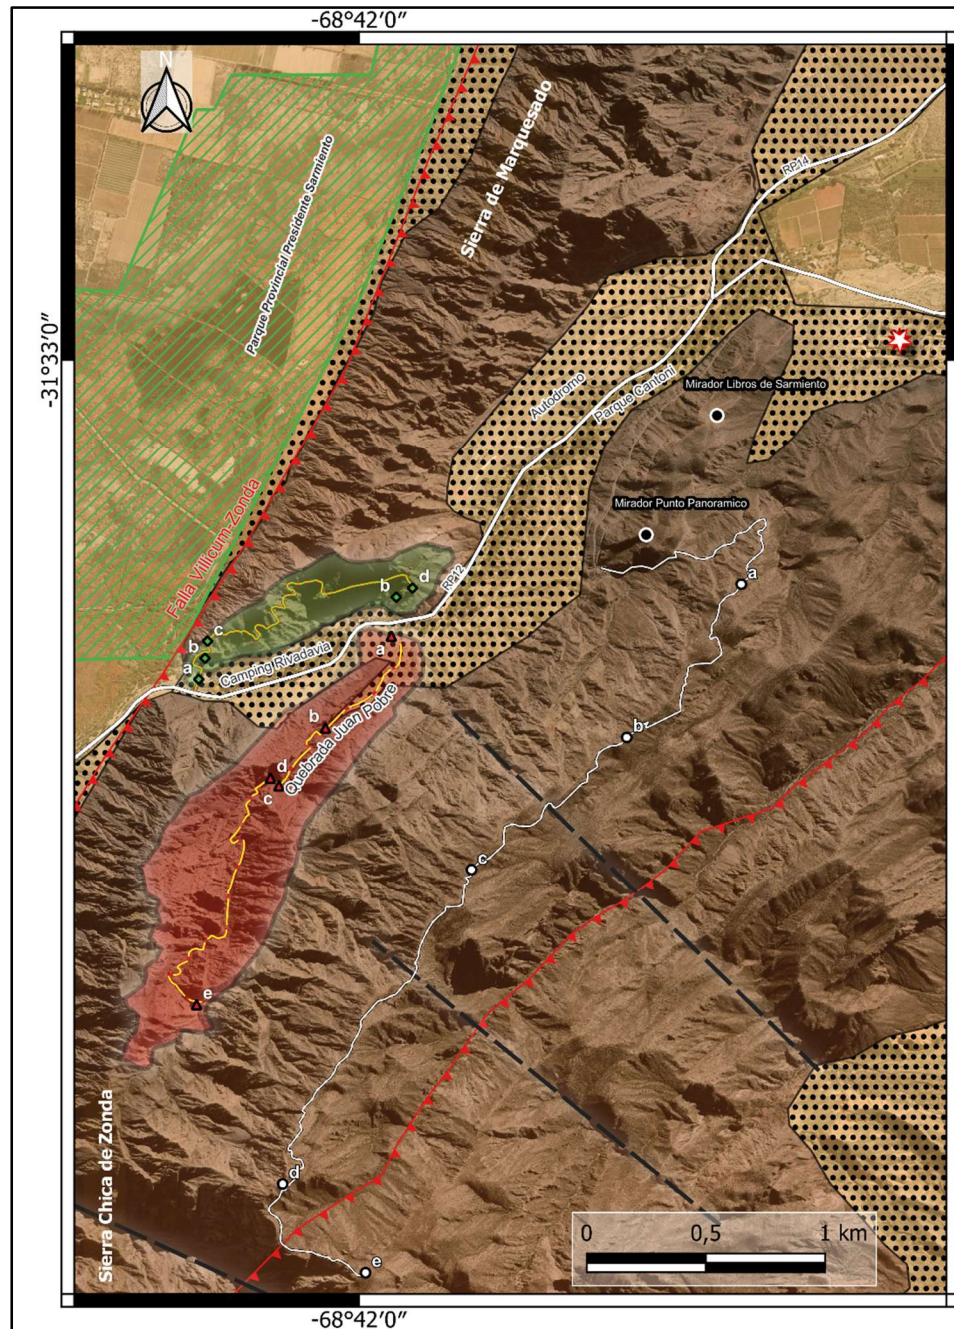 -68°42′0″
N
Parque Provincial Presidente Sarmiento
Sierra de Marquesado
RP14
-31°33′0″
Autodromo
Parque Cantoni
Mirador Libros de Sarmiento
Falla Villicum-Zonda
Mirador Punto Panoramico
RP12
a
b
d
c
b
a
Camping Rivadavia
a
b
Quebrada Juan Pobre
b
d
c
c
e
Sierra Chica de Zonda
d
e
0
0,5
1 km
-68°42′0″